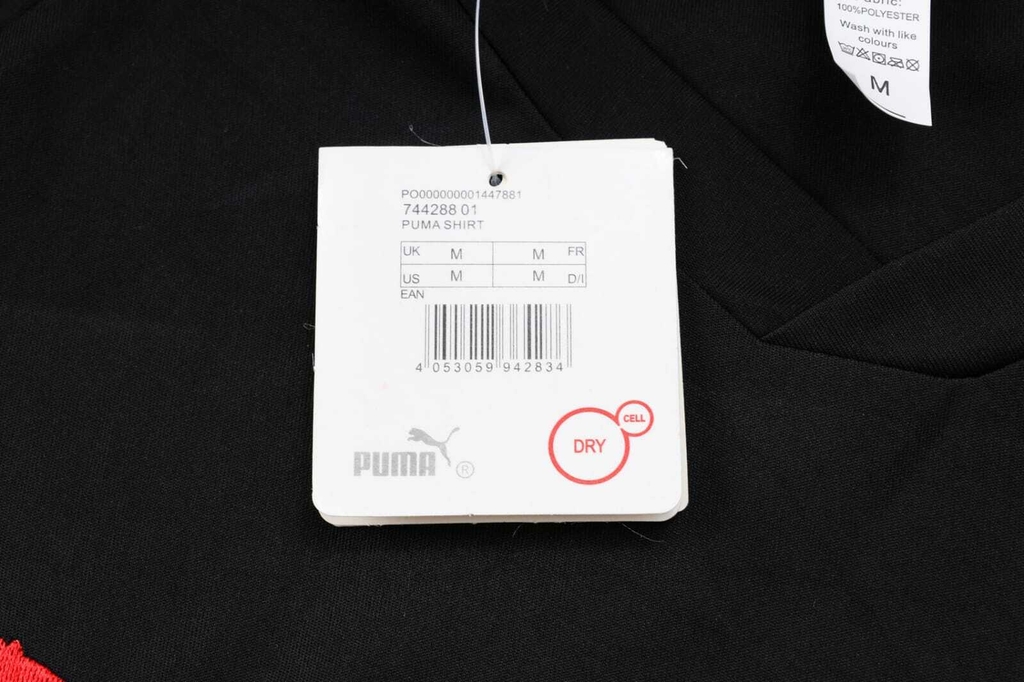 100%POLYESTER
Wash with like
colours
M
PO000000001447881
744288 01
PUMA SHIRT
UK M M FR
US M M D/I
EAN
4 053059 942834
CELL
DRY
PUMA ®